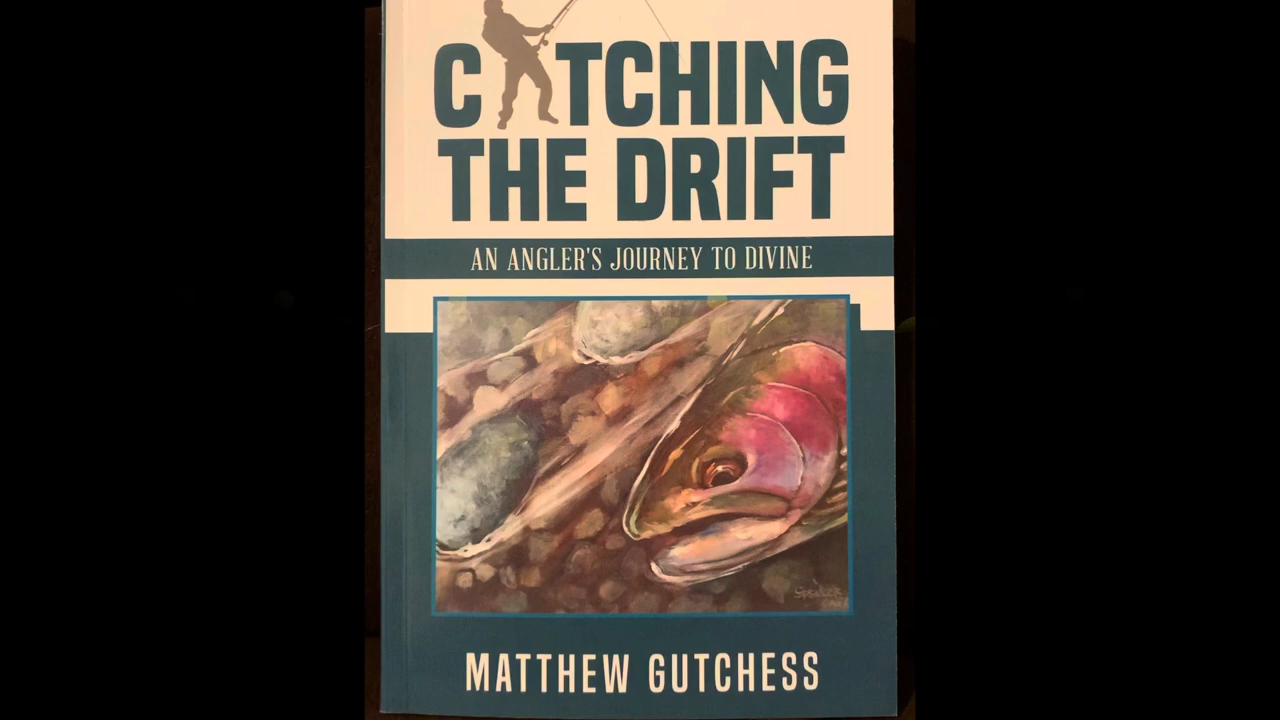 CATCHING
THE DRIFT
AN ANGLER'S JOURNEY TO DIVINE
MATTHEW GUTCHESS